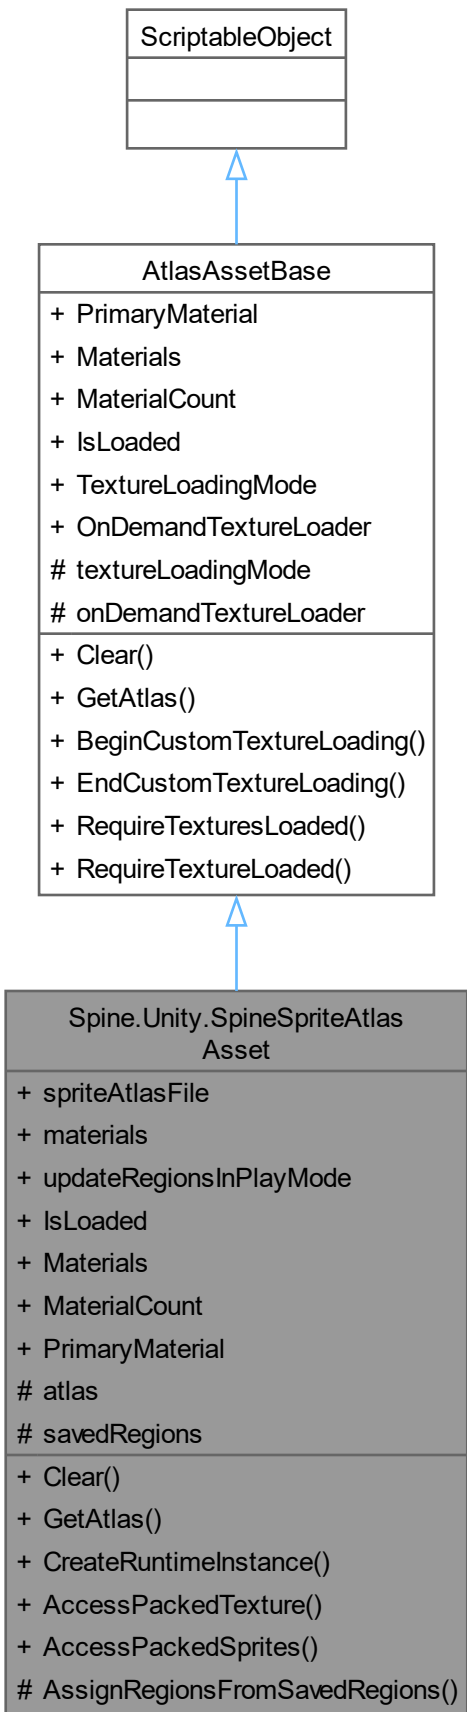 ScriptableObject
AtlasAssetBase
+ PrimaryMaterial
+ Materials
+ MaterialCount
+ IsLoaded
+ TextureLoadingMode
+ OnDemandTextureLoader
# textureLoadingMode
# onDemandTextureLoader
+ Clear()
+ GetAtlas()
+ BeginCustomTextureLoading()
+ EndCustomTextureLoading()
+ RequireTexturesLoaded()
+ RequireTextureLoaded()
Spine.Unity.SpineSpriteAtlas
Asset
+ spriteAtlasFile
+ materials
+ updateRegionsInPlayMode
+ IsLoaded
+ Materials
+ MaterialCount
+ PrimaryMaterial
# atlas
# savedRegions
+ Clear()
+ GetAtlas()
+ CreateRuntimeInstance()
+ AccessPackedTexture()
+ AccessPackedSprites()
# AssignRegionsFromSavedRegions()